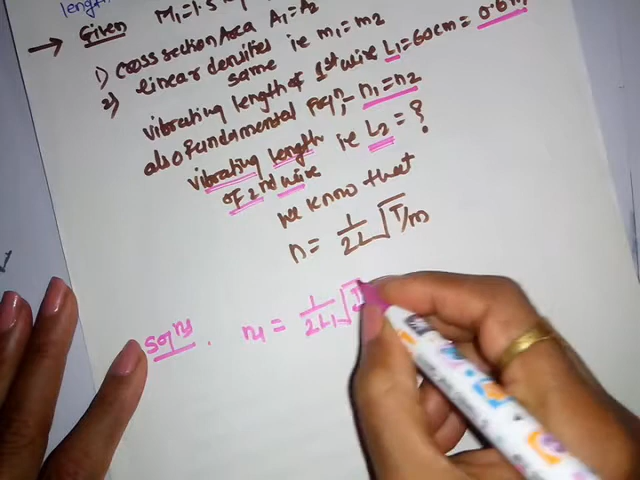 length
→ Given M₁=1.5 kg
1) cross section Area A₁=A₂
2) linear densities ie m₁=m₂
same
vibrating length of 1st wire L₁=60cm=0.6m
also fundamental freqⁿ, n₁=n₂
vibrating length
of 2nd wire ie L₂=?
we know that
n= 1/2L √T/m
n₁ = 1/2L₁ √T